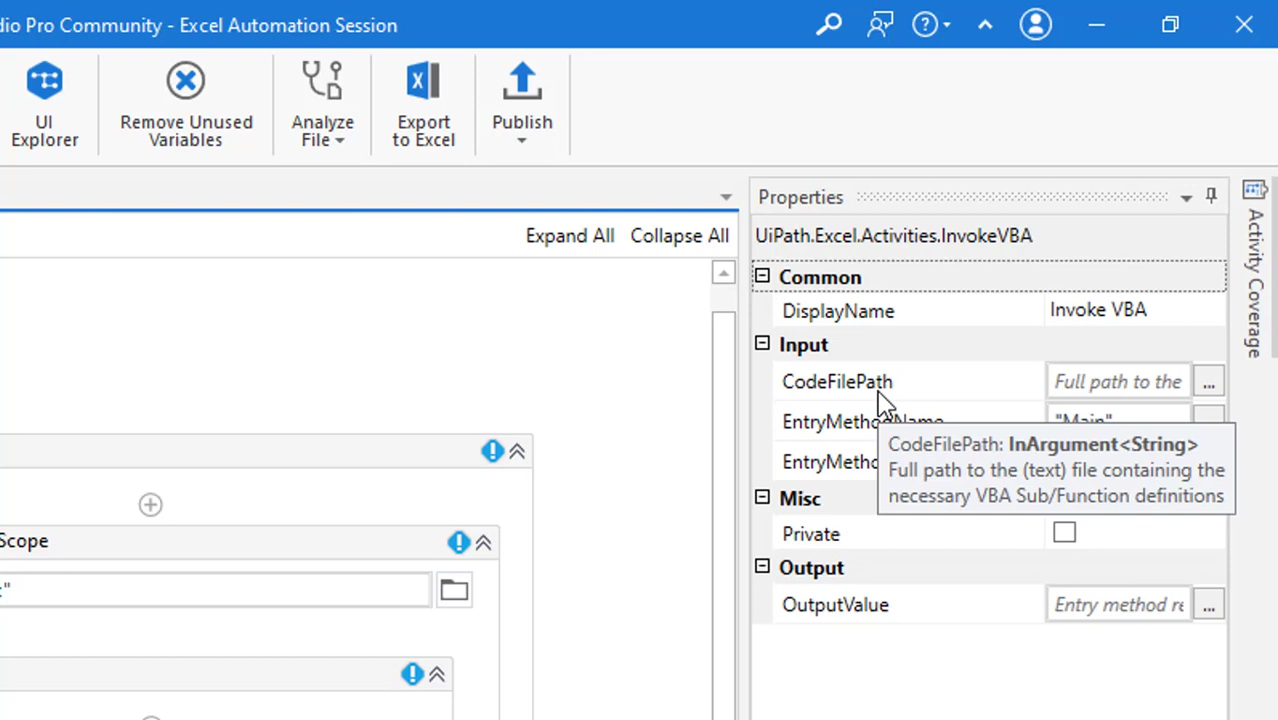 dio Pro Community - Excel Automation Session
UI
Explorer
Remove Unused
Variables
Analyze
File
Export
to Excel
Publish
Properties
Expand All
Collapse All
UiPath.Excel.Activities.InvokeVBA
Common
DisplayName
Invoke VBA
Input
CodeFilePath
Full path to the
...
EntryMethodName
"Main"
EntryMetho
CodeFilePath: InArgument<String>
Full path to the (text) file containing the
necessary VBA Sub/Function definitions
Misc
Private
Output
OutputValue
Entry method re
...
Scope
"
Activity Coverage